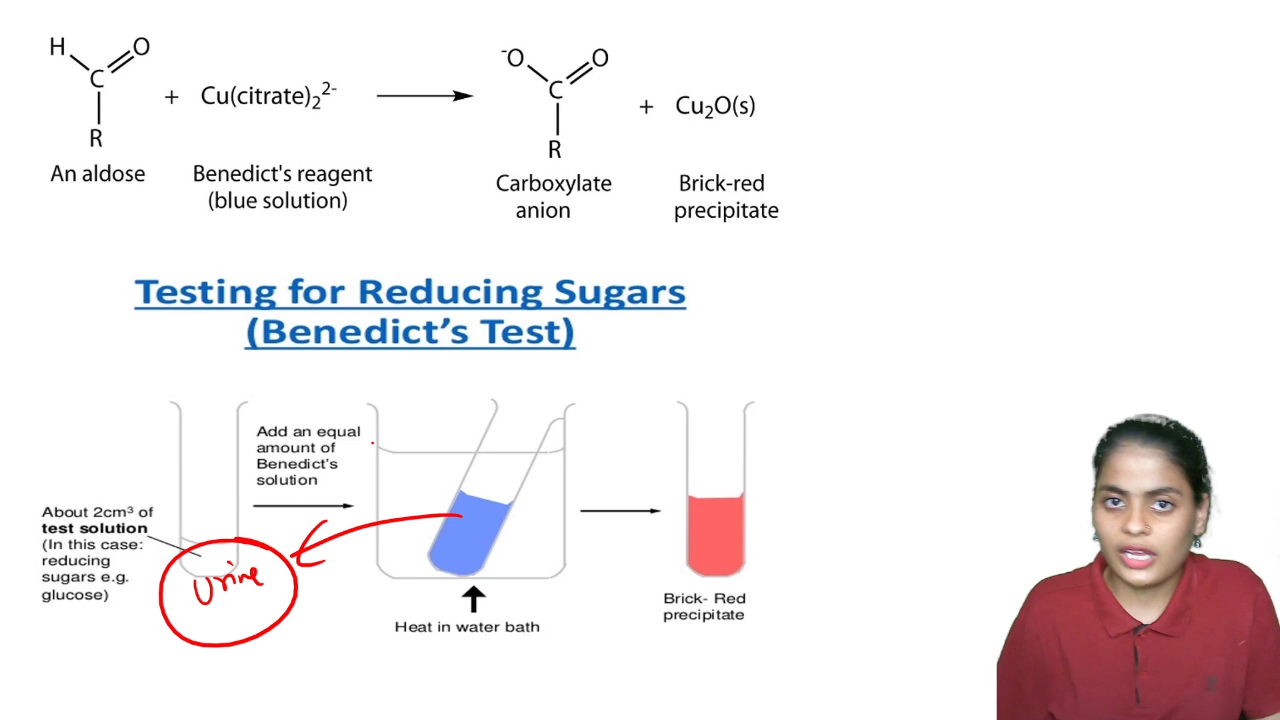 H O
C
R
+ Cu(citrate)₂²⁻
An aldose
Benedict's reagent
(blue solution)
⁻O O
C
R
+ Cu₂O(s)
Carboxylate
anion
Brick-red
precipitate
Testing for Reducing Sugars
(Benedict’s Test)
About 2cm³ of
test solution
(In this case:
reducing
sugars e.g.
glucose)
Urine
Add an equal
amount of
Benedict's
solution
Heat in water bath
Brick- Red
precipitate